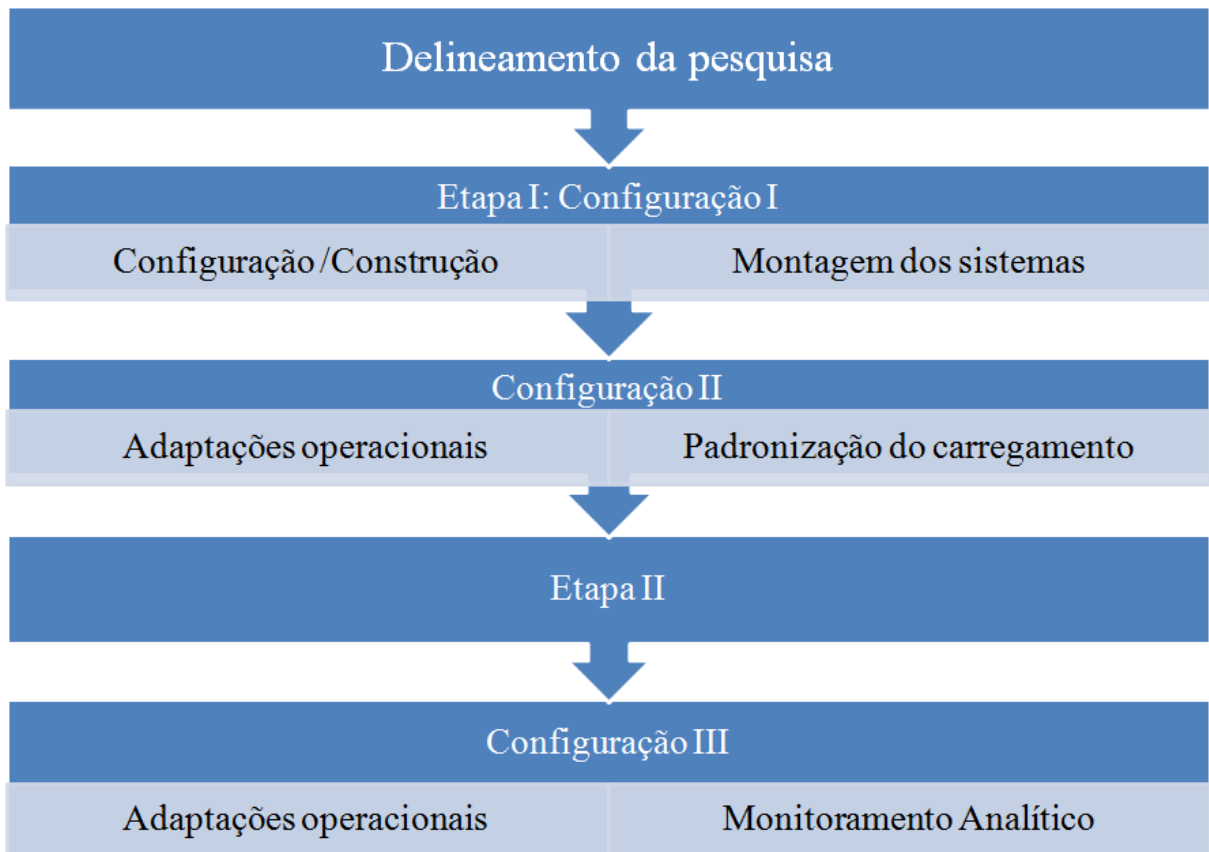 Delineamento da pesquisa
Etapa I: Configuração I
Configuração /Construção
Montagem dos sistemas
Configuração II
Adaptações operacionais
Padronização do carregamento
Etapa II
Configuração III
Adaptações operacionais
Monitoramento Analítico